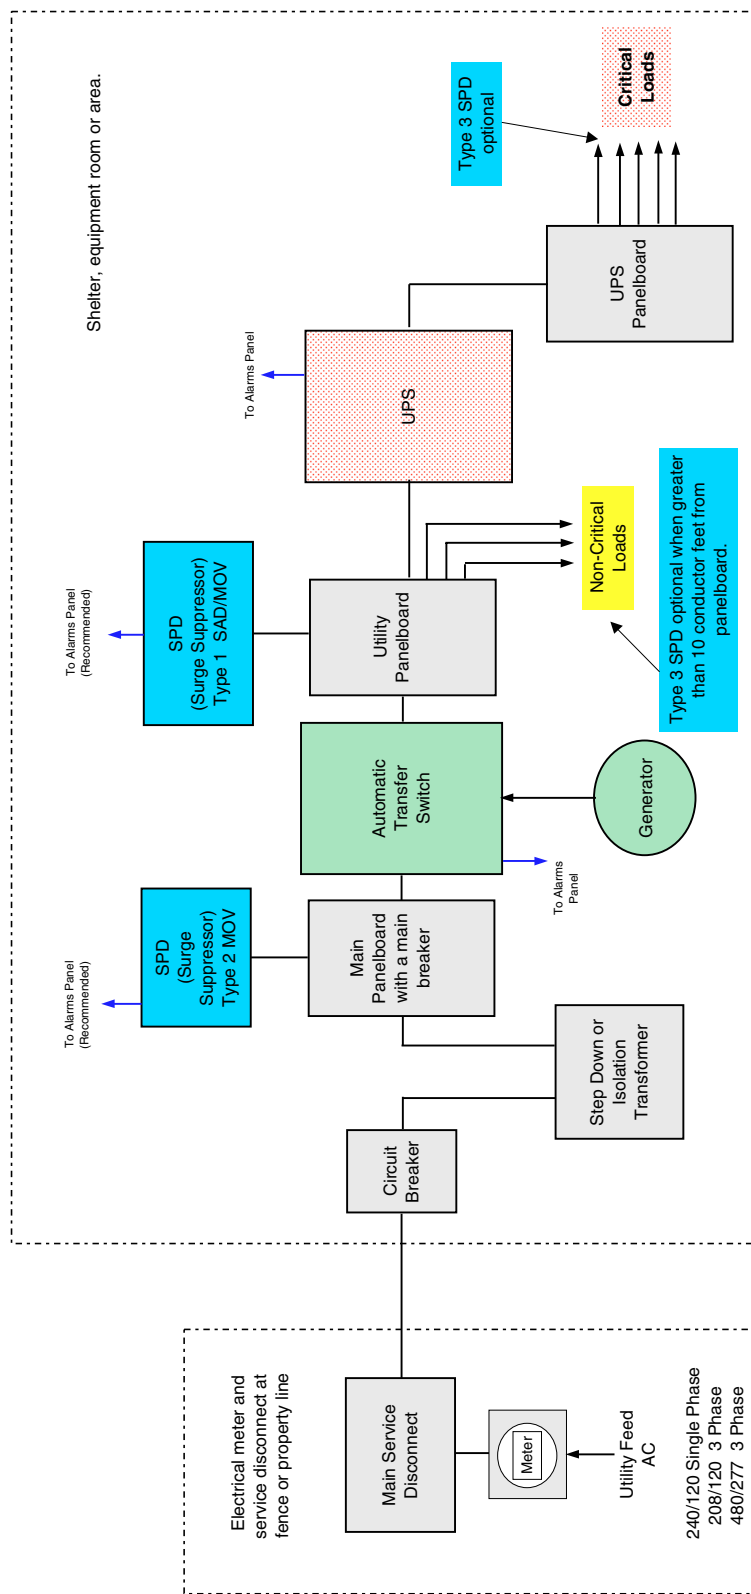 Electrical meter and
service disconnect at
fence or property line
Main Service
Disconnect
Meter
Utility Feed
AC
240/120 Single Phase
208/120 3 Phase
480/277 3 Phase
Shelter, equipment room or area.
Circuit
Breaker
Step Down or
Isolation
Transformer
To Alarms Panel
(Recommended)
SPD
(Surge
Suppressor)
Type 2 MOV
Main
Panelboard
with a main
breaker
Automatic
Transfer
Switch
To Alarms
Panel
Generator
To Alarms Panel
(Recommended)
SPD
(Surge Suppressor)
Type 1 SAD/MOV
Utility
Panelboard
Non-Critical
Loads
Type 3 SPD optional when greater
than 10 conductor feet from
panelboard.
To Alarms Panel
UPS
UPS
Panelboard
Type 3 SPD
optional
Critical
Loads